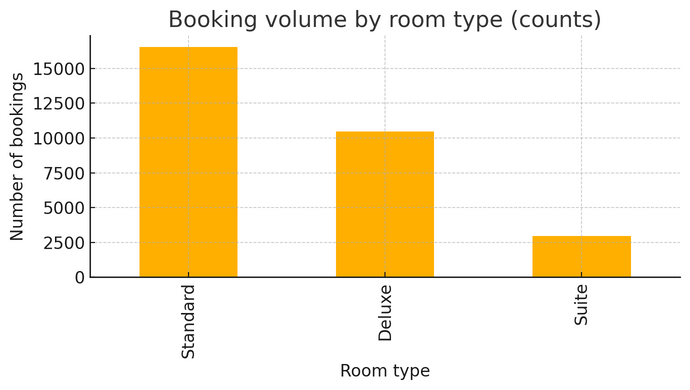 Booking volume by room type (counts)
Number of bookings
15000
12500
10000
7500
5000
2500
0
Standard
Deluxe
Suite
Room type